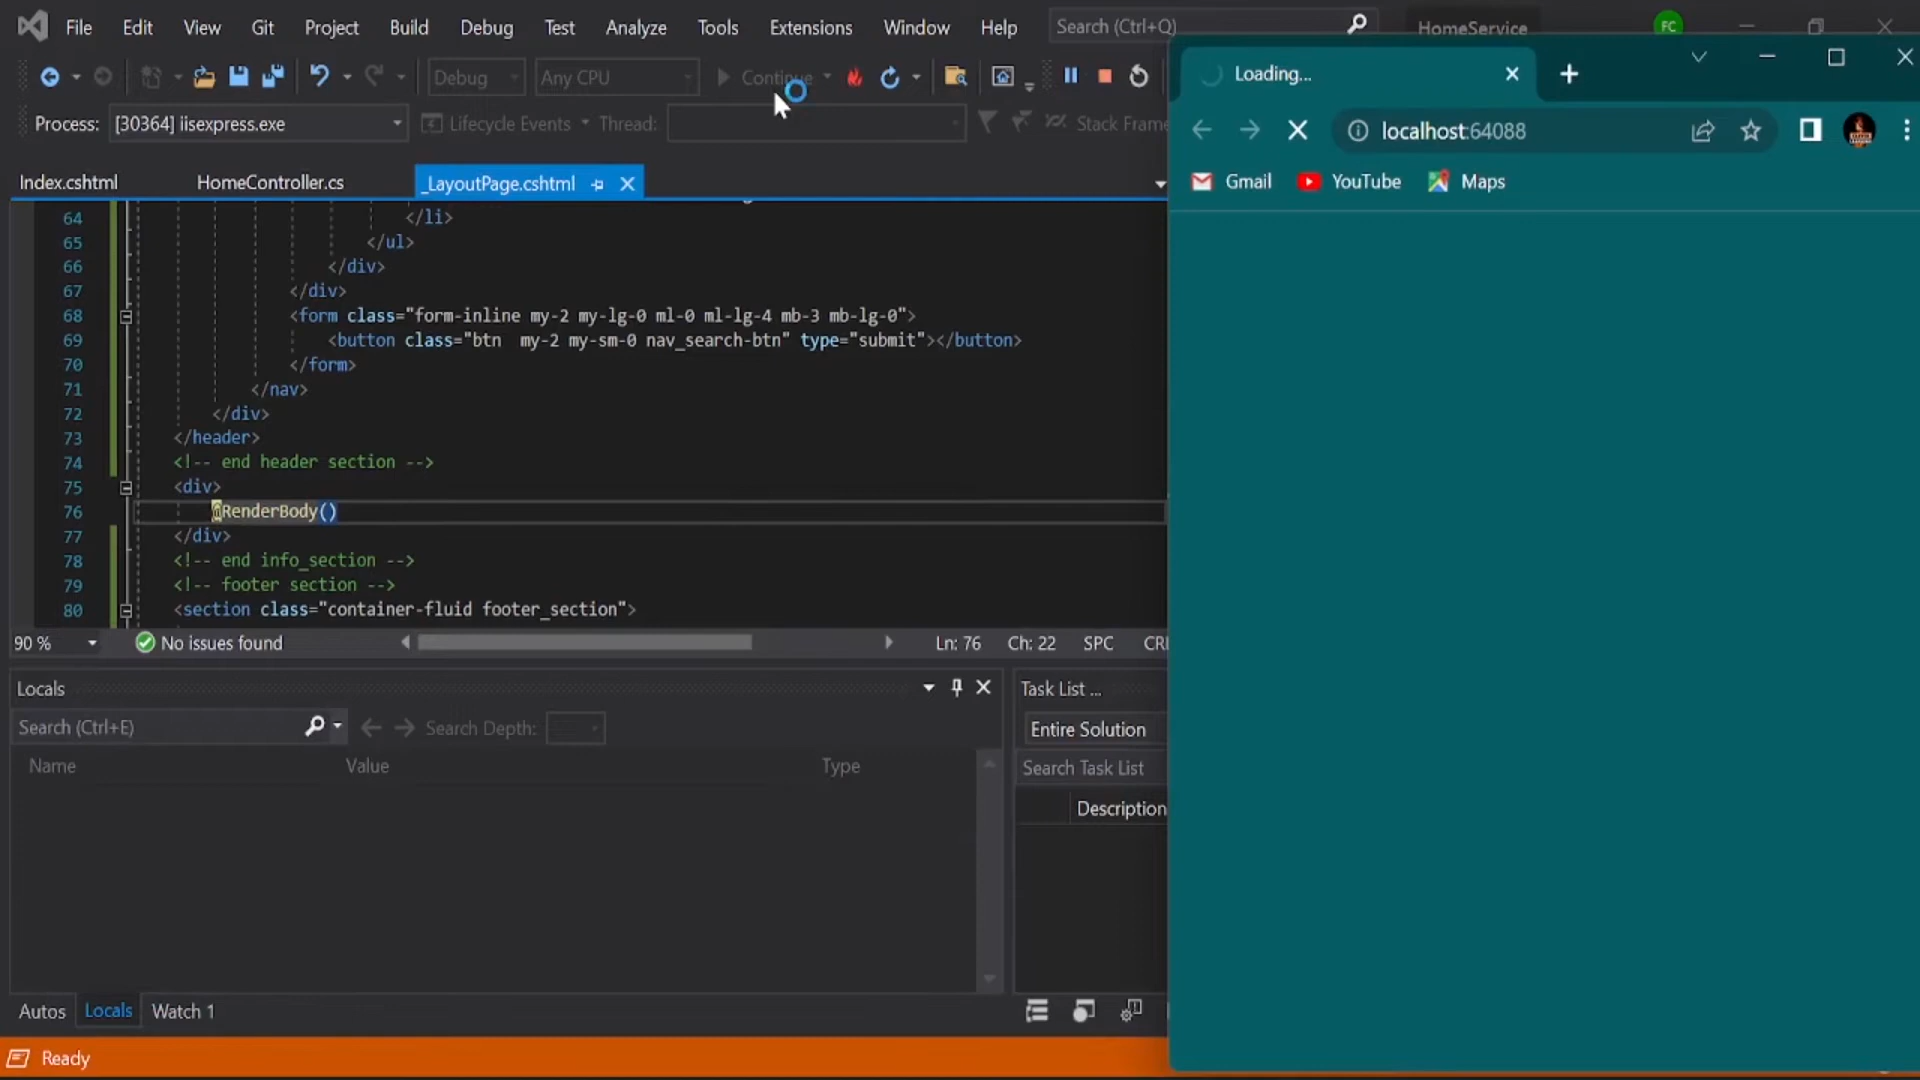 File Edit View Git Project Build Debug Test Analyze Tools Extensions Window Help Search (Ctrl+Q) HomeService FC
Debug Any CPU Continue
Process: [30364] iisexpress.exe Lifecycle Events Thread: Stack Frame
Index.cshtml HomeController.cs _LayoutPage.cshtml
64 </li>
65 </ul>
66 </div>
67 </div>
68 <form class="form-inline my-2 my-lg-0 ml-0 ml-lg-4 mb-3 mb-lg-0">
69 <button class="btn  my-2 my-sm-0 nav_search-btn" type="submit"></button>
70 </form>
71 </nav>
72 </div>
73 </header>
74 <!-- end header section -->
75 <div>
76 @RenderBody()
77 </div>
78 <!-- end info_section -->
79 <!-- footer section -->
80 <section class="container-fluid footer_section">
90 % No issues found Ln: 76 Ch: 22 SPC CRL
Locals
Search (Ctrl+E) Search Depth:
Name Value Type
Autos Locals Watch 1
Task List ...
Entire Solution
Search Task List
Description
Ready
Loading...
localhost:64088
Gmail YouTube Maps